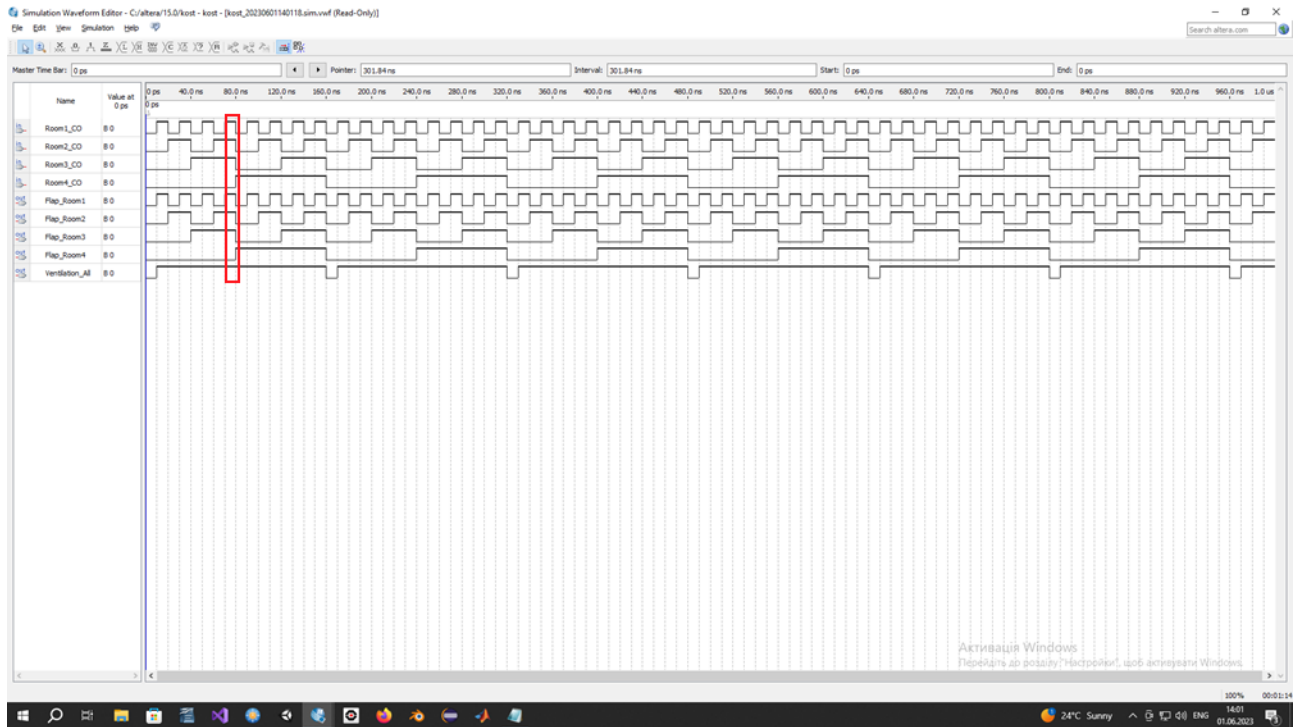 Simulation Waveform Editor - C:/altera/15.0/kost - kost - [kost_20230601140118.sim.vwf (Read-Only)]
File Edit View Simulation Help
Search altera.com
Master Time Bar: 0 ps Pointer: 301.84 ns Interval: 301.84 ns Start: 0 ps End: 0 ps
Name Value at 0 ps
0 ps 40.0 ns 80.0 ns 120.0 ns 160.0 ns 200.0 ns 240.0 ns 280.0 ns 320.0 ns 360.0 ns 400.0 ns 440.0 ns 480.0 ns 520.0 ns 560.0 ns 600.0 ns 640.0 ns 680.0 ns 720.0 ns 760.0 ns 800.0 ns 840.0 ns 880.0 ns 920.0 ns 960.0 ns 1.0 us
0 ps
Room1_CO B 0
Room2_CO B 0
Room3_CO B 0
Room4_CO B 0
Flap_Room1 B 0
Flap_Room2 B 0
Flap_Room3 B 0
Flap_Room4 B 0
Ventilation_All B 0
Активація Windows
Перейдіть до розділу "Настройки", щоб активувати Windows.
100% 00:01:14
24°C Sunny ENG 14:01
01.06.2023